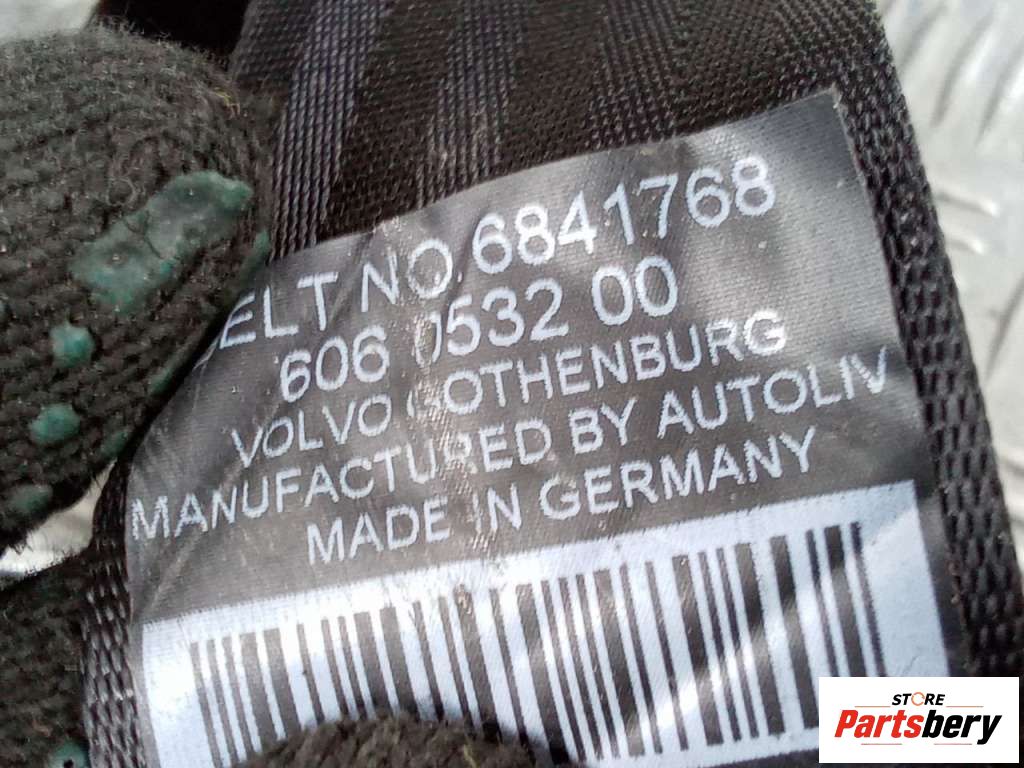 BELT NO.6841768
606 0532 00
VOLVO GOTHENBURG
MANUFACTURED BY AUTOLIV
MADE IN GERMANY
STORE
Partsbery